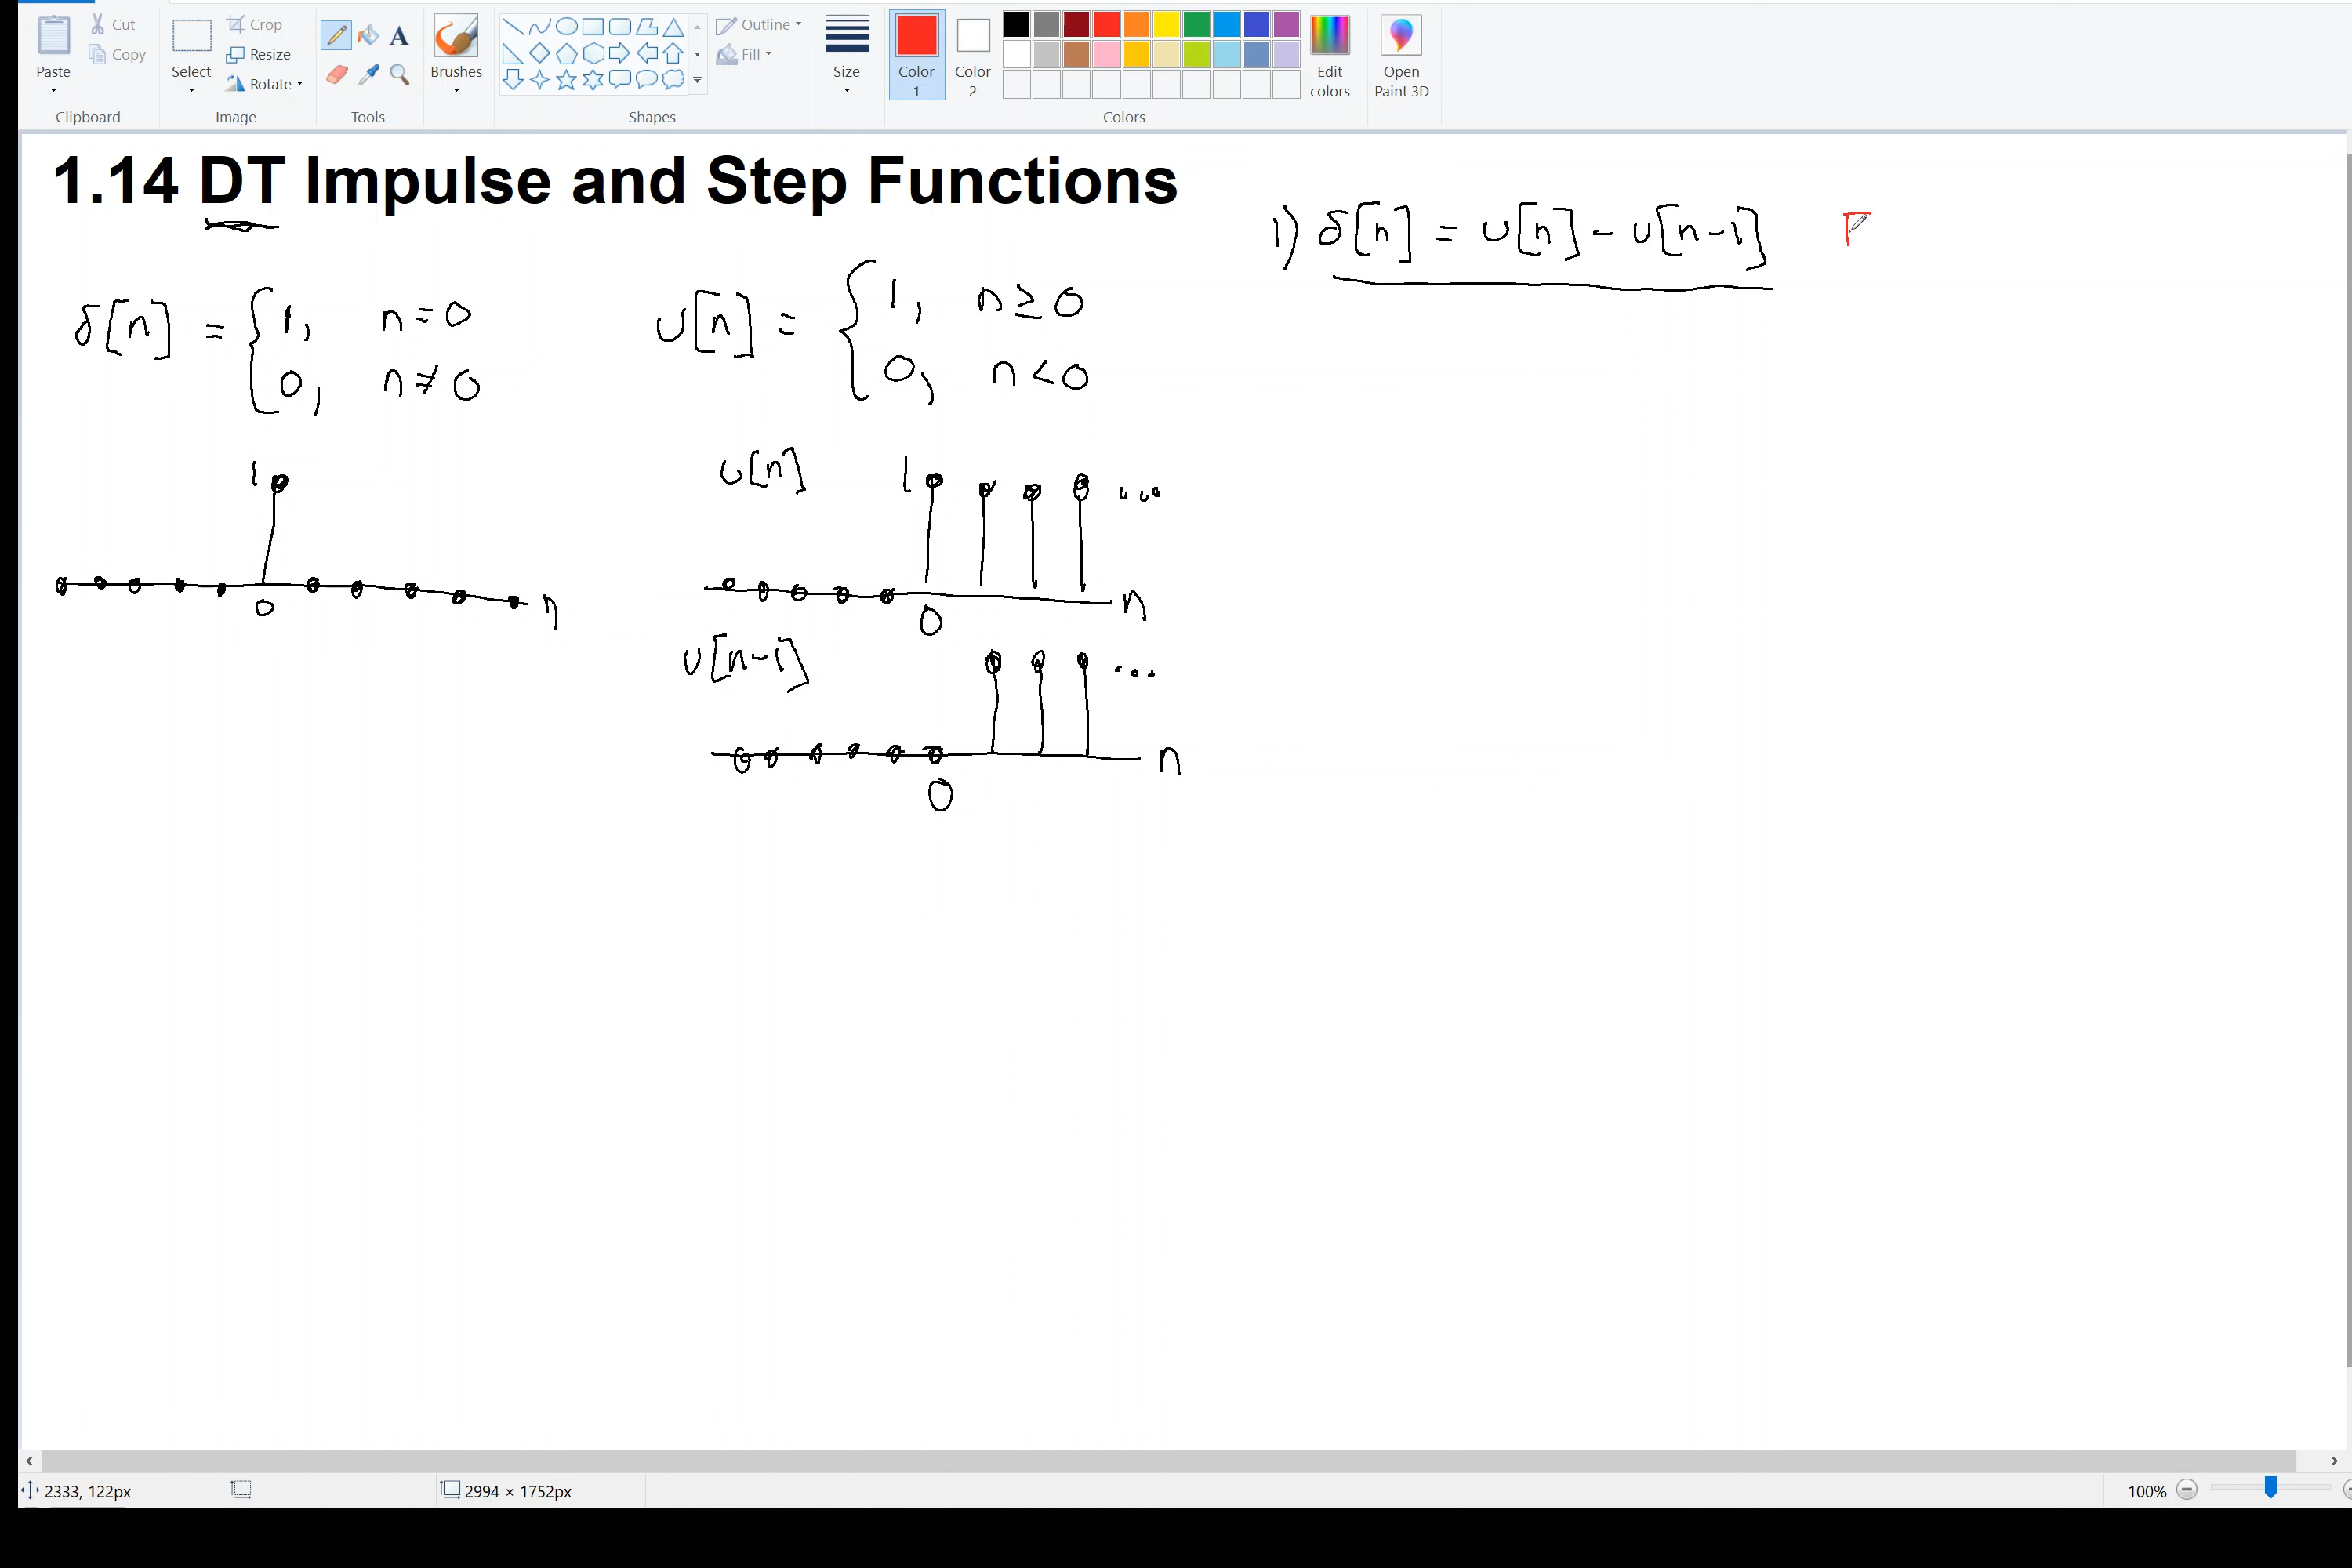 Paste
Cut
Copy
Clipboard
Select
Crop
Resize
Rotate
Image
A
Tools
Brushes
Outline
Fill
Shapes
Size
Color 1
Color 2
Edit colors
Colors
Open Paint 3D
1.14 DT Impulse and Step Functions
1) δ[n] = u[n] - u[n-1]
δ[n] = { 1, n=0
0, n≠0
u[n] = { 1, n≥0
0, n<0
1
0 n
u[n] 1 ...
0 n
u[n-1] ...
n
0
2333, 122px
2994 × 1752px
100%